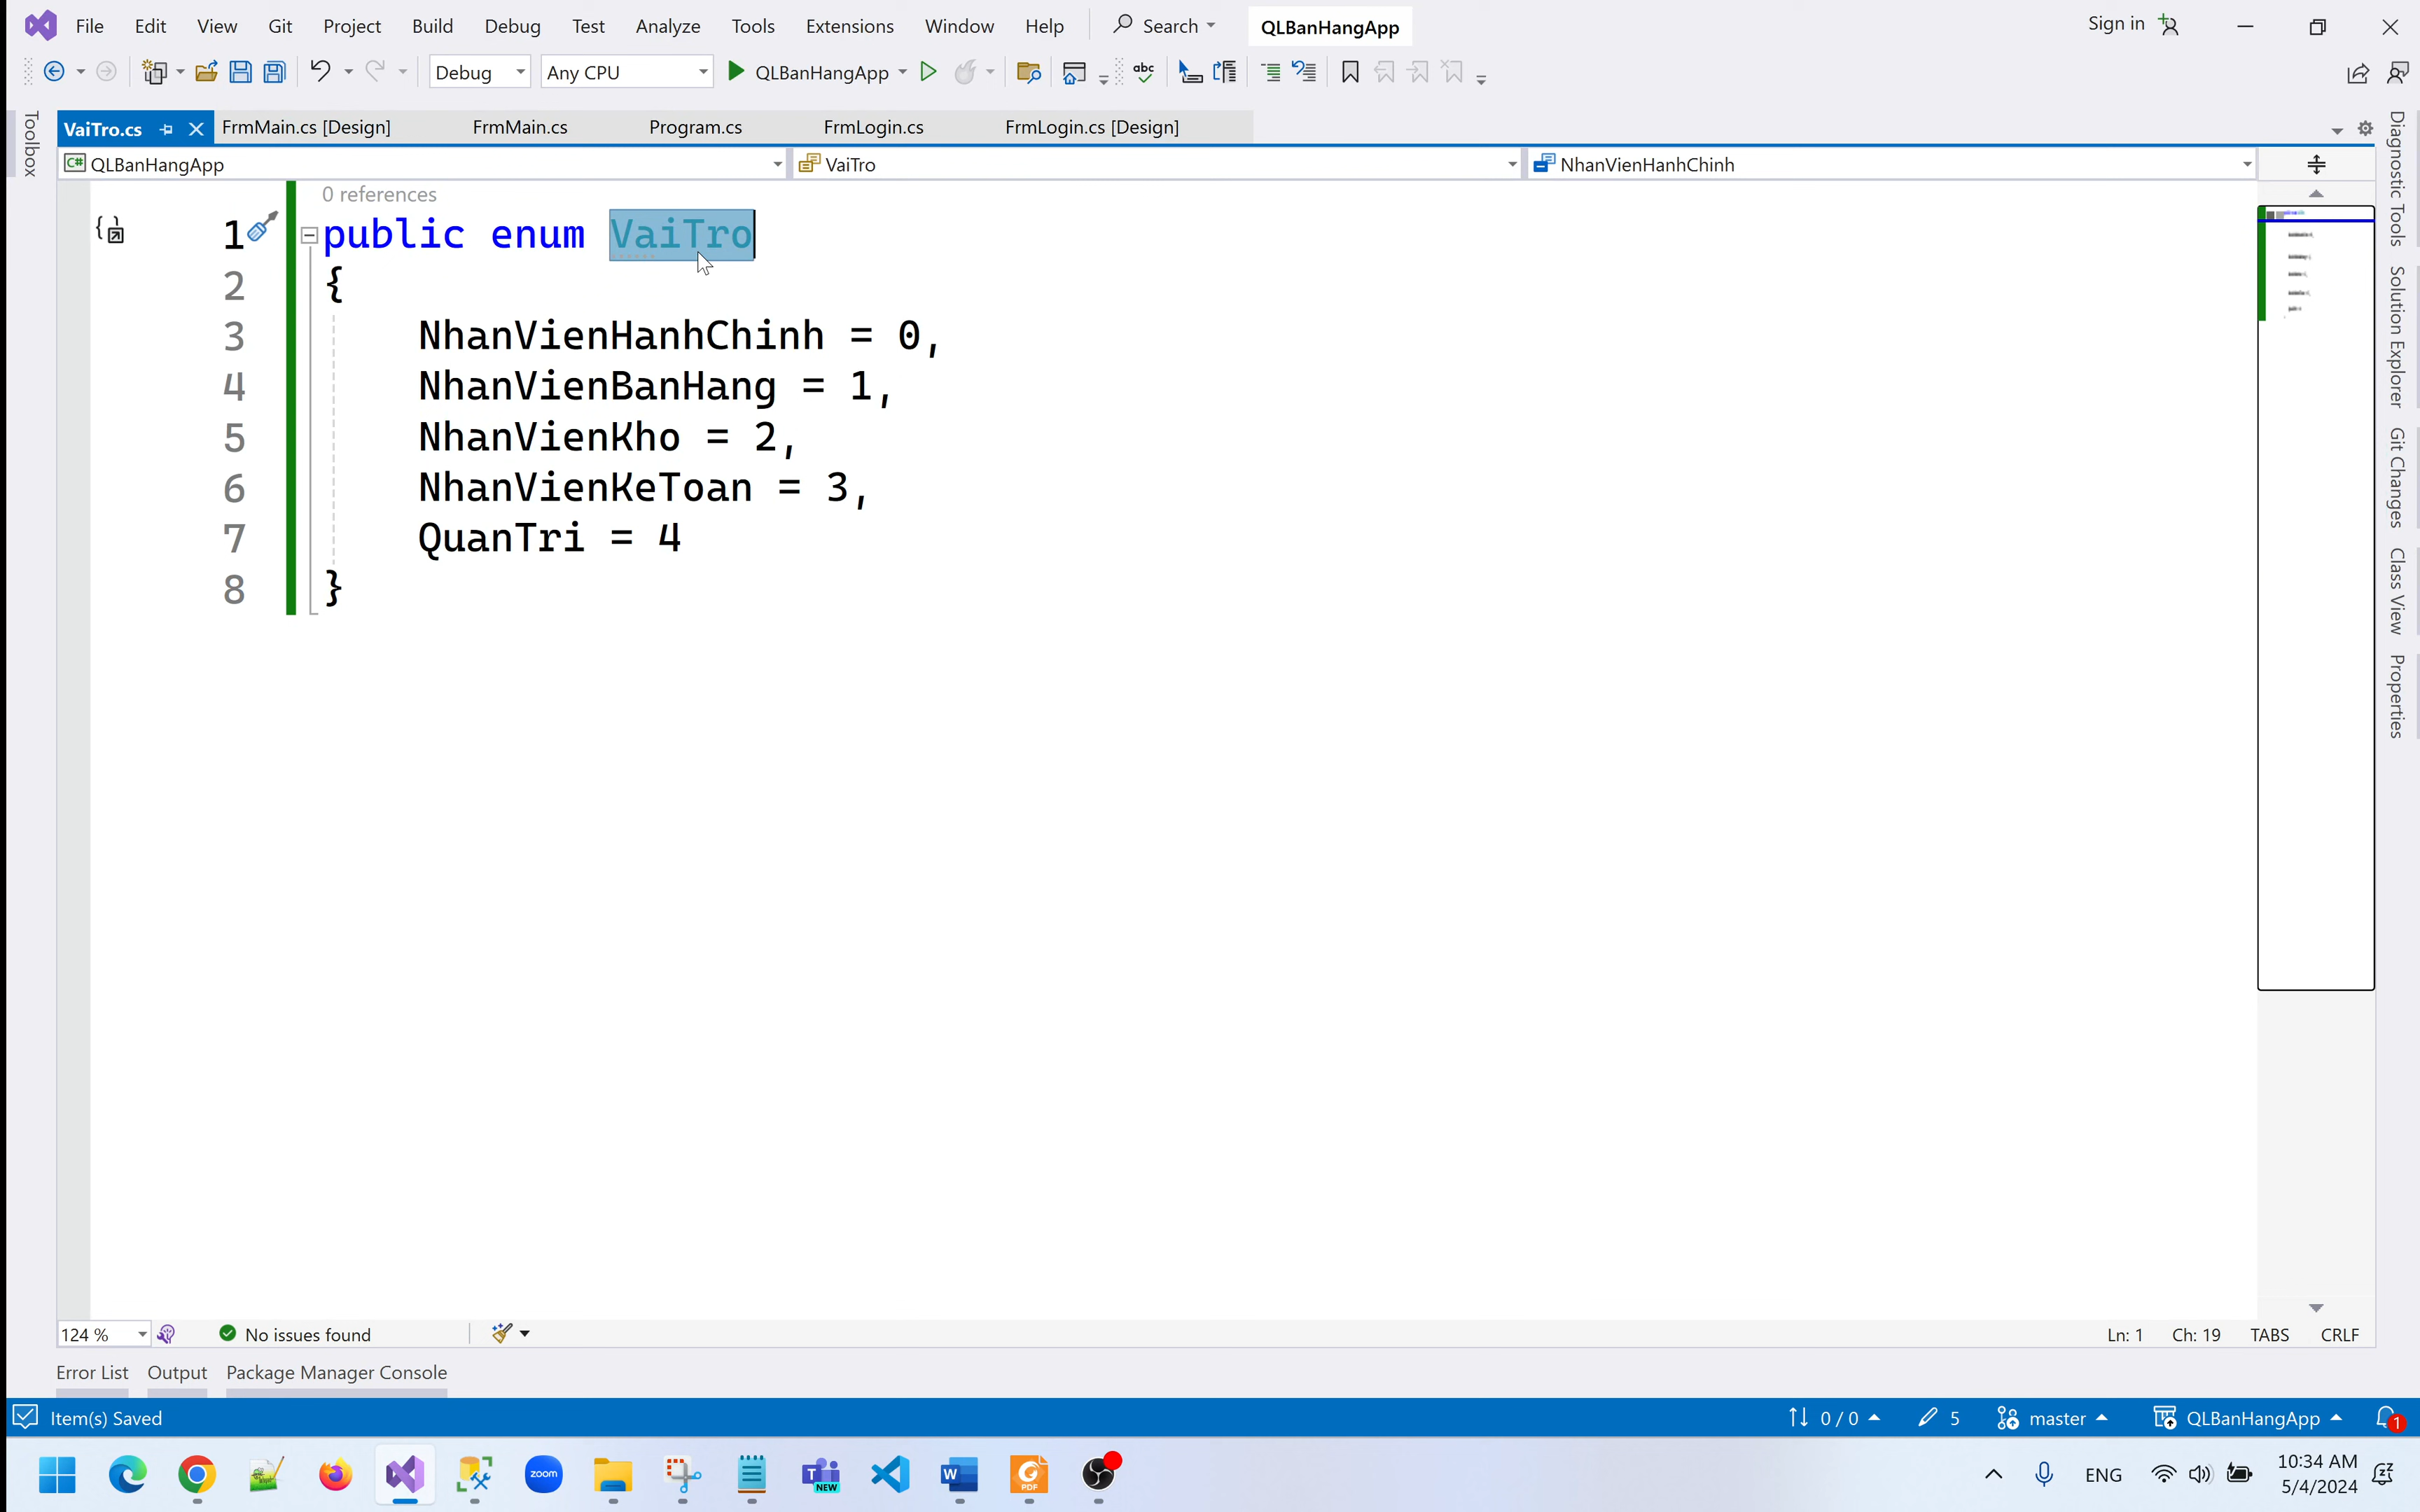 File Edit View Git Project Build Debug Test Analyze Tools Extensions Window Help Search QLBanHangApp Sign in
Debug Any CPU QLBanHangApp abc
Toolbox
VaiTro.cs FrmMain.cs [Design] FrmMain.cs Program.cs FrmLogin.cs FrmLogin.cs [Design]
C# QLBanHangApp VaiTro NhanVienHanhChinh
0 references
1 public enum VaiTro
2 {
3 NhanVienHanhChinh = 0,
4 NhanVienBanHang = 1,
5 NhanVienKho = 2,
6 NhanVienKeToan = 3,
7 QuanTri = 4
8 }
Diagnostic Tools
Solution Explorer
Git Changes
Class View
Properties
124 % No issues found Ln: 1 Ch: 19 TABS CRLF
Error List Output Package Manager Console
Item(s) Saved 0 / 0 5 master QLBanHangApp 1
zoom T NEW W PDF ENG 10:34 AM
5/4/2024